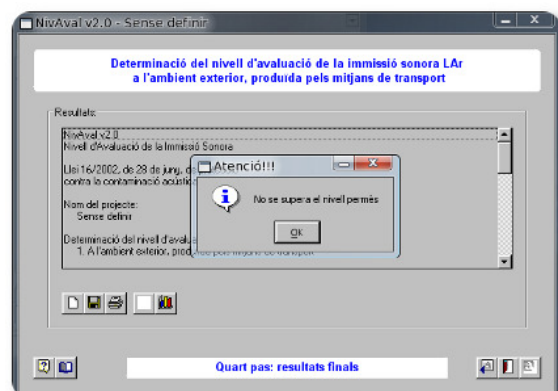 NivAval v2.0 - Sense definir
Determinació del nivell d'avaluació de la immissió sonora LAr
a l'ambient exterior, produïda pels mitjans de transport
Resultats:
NivAval v2.0
Nivell d'Avaluació de la Immissió Sonora
Llei 16/2002, de 28 de juny, de
contra la contaminació acústica
Nom del projecte:
Sense definir
Determinació del nivell d'avalua
1. A l'ambient exterior, produïda pels mitjans de transport
Atenció!!!
No se supera el nivell permès
OK
Quart pas: resultats finals